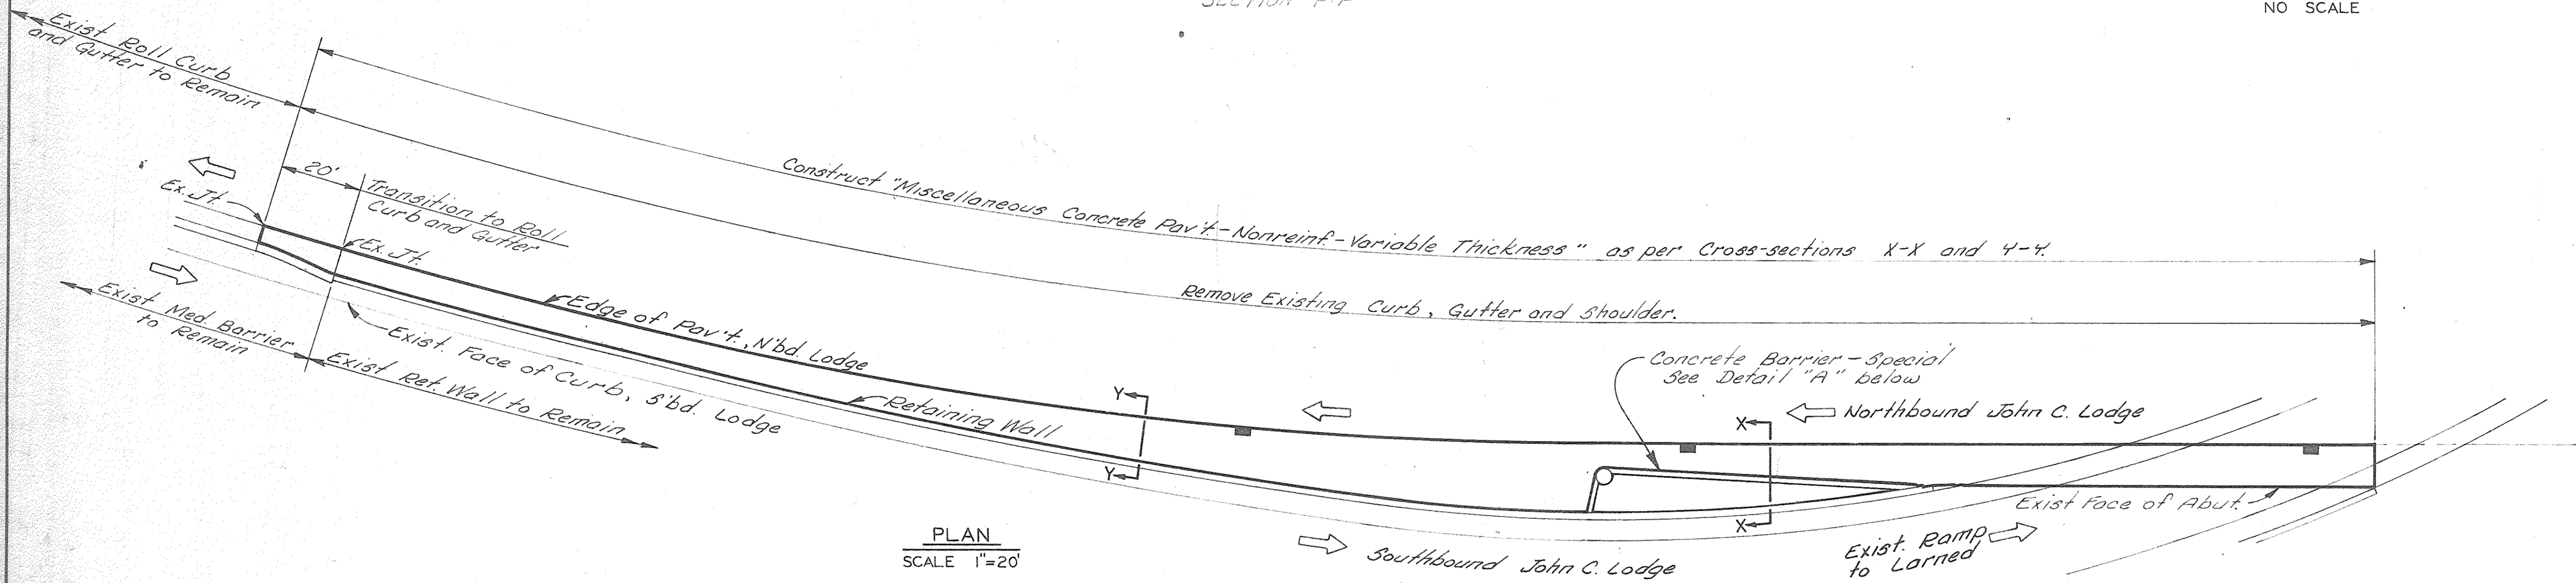 SECTION F-F
NO SCALE
Exist Roll Curb
and Gutter to Remain
Construct "Miscellaneous Concrete Pav't.-Nonreinf.-Variable Thickness" as per Cross-sections X-X and Y-Y.
Remove Existing Curb, Gutter and Shoulder.
20'
Transition to Roll
Curb and Gutter
Ex. Jt.
Ex. Jt.
Edge of Pav't., N'bd. Lodge
Exist Med. Barrier
to Remain
Exist. Face of Curb, S'bd. Lodge
Exist Ret. Wall to Remain
Retaining Wall
Y
Y
Concrete Barrier-Special
See Detail "A" below
X
X
Northbound John C. Lodge
Exist Face of Abut.
Southbound John C. Lodge
Exist. Ramp
to Larned
PLAN
SCALE 1"=20'